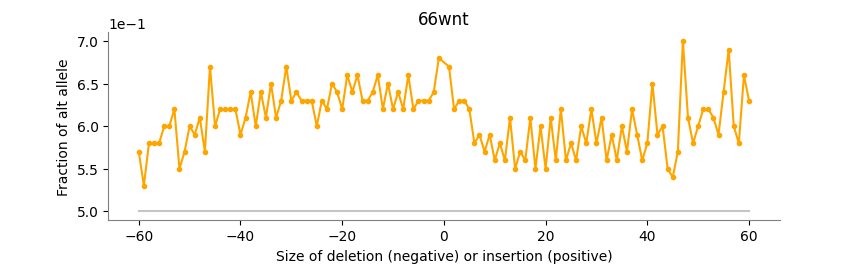 66wnt
1e−1
7.0
6.5
6.0
5.5
5.0
Fraction of alt allele
−60 −40 −20 0 20 40 60
Size of deletion (negative) or insertion (positive)